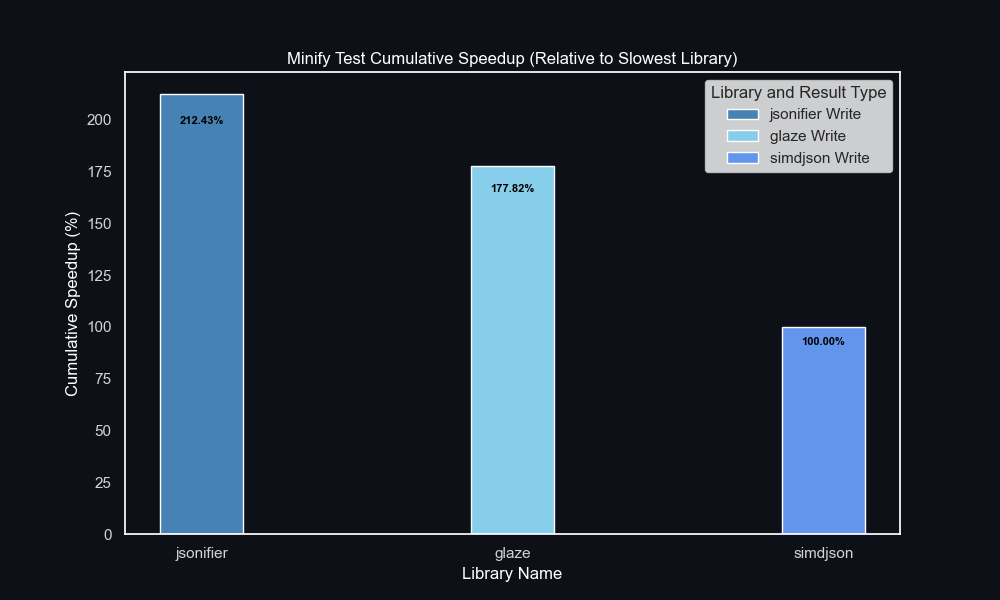 Minify Test Cumulative Speedup (Relative to Slowest Library)
Library and Result Type
jsonifier Write
glaze Write
simdjson Write
Cumulative Speedup (%)
200
175
150
125
100
75
50
25
0
212.43%
177.82%
100.00%
jsonifier
glaze
simdjson
Library Name